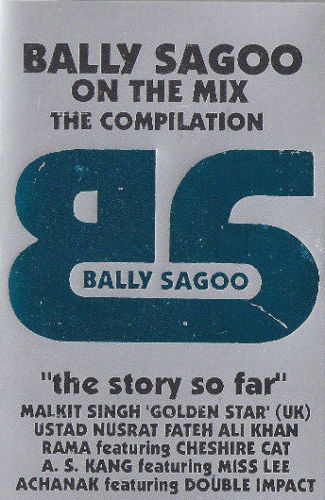 BALLY SAGOO
ON THE MIX
THE COMPILATION
BS
BALLY SAGOO
"the story so far"
MALKIT SINGH 'GOLDEN STAR' (UK)
USTAD NUSRAT FATEH ALI KHAN
RAMA featuring CHESHIRE CAT
A. S. KANG featuring MISS LEE
ACHANAK featuring DOUBLE IMPACT